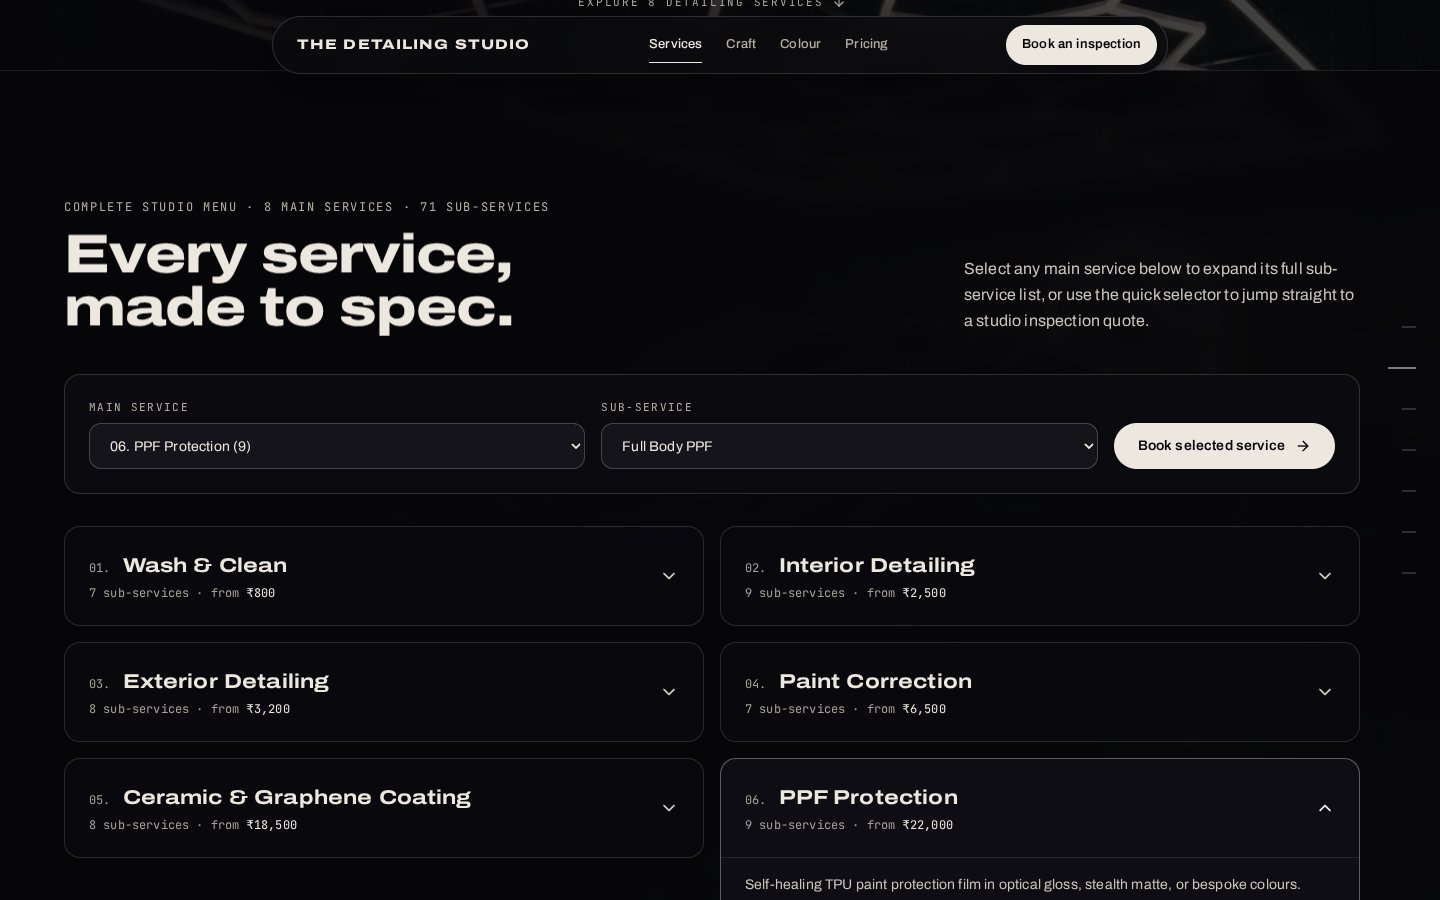 EXPLORE 8 DETAILING SERVICES ↓
THE DETAILING STUDIO
Services
Craft
Colour
Pricing
Book an inspection
COMPLETE STUDIO MENU · 8 MAIN SERVICES · 71 SUB-SERVICES
Every service,
made to spec.
Select any main service below to expand its full sub-
service list, or use the quick selector to jump straight to
a studio inspection quote.
MAIN SERVICE
06. PPF Protection (9)
SUB-SERVICE
Full Body PPF
Book selected service →
01. Wash & Clean
7 sub-services · from ₹800
02. Interior Detailing
9 sub-services · from ₹2,500
03. Exterior Detailing
8 sub-services · from ₹3,200
04. Paint Correction
7 sub-services · from ₹6,500
05. Ceramic & Graphene Coating
8 sub-services · from ₹18,500
06. PPF Protection
9 sub-services · from ₹22,000
Self-healing TPU paint protection film in optical gloss, stealth matte, or bespoke colours.